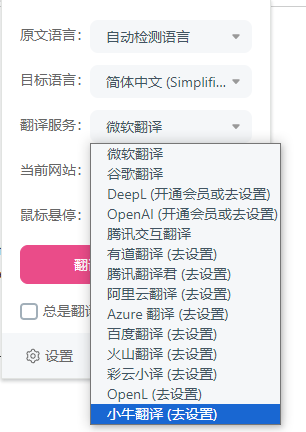 原文语言： 自动检测语言
目标语言： 简体中文 (Simplifi...
翻译服务： 微软翻译
微软翻译
当前网站：
谷歌翻译
DeepL (开通会员或去设置)
鼠标悬停：
OpenAI (开通会员或去设置)
腾讯交互翻译
有道翻译 (去设置)
翻
腾讯翻译君 (去设置)
阿里云翻译 (去设置)
总是翻
Azure 翻译 (去设置)
百度翻译 (去设置)
设置
火山翻译 (去设置)
彩云小译 (去设置)
OpenL (去设置)
小牛翻译 (去设置)